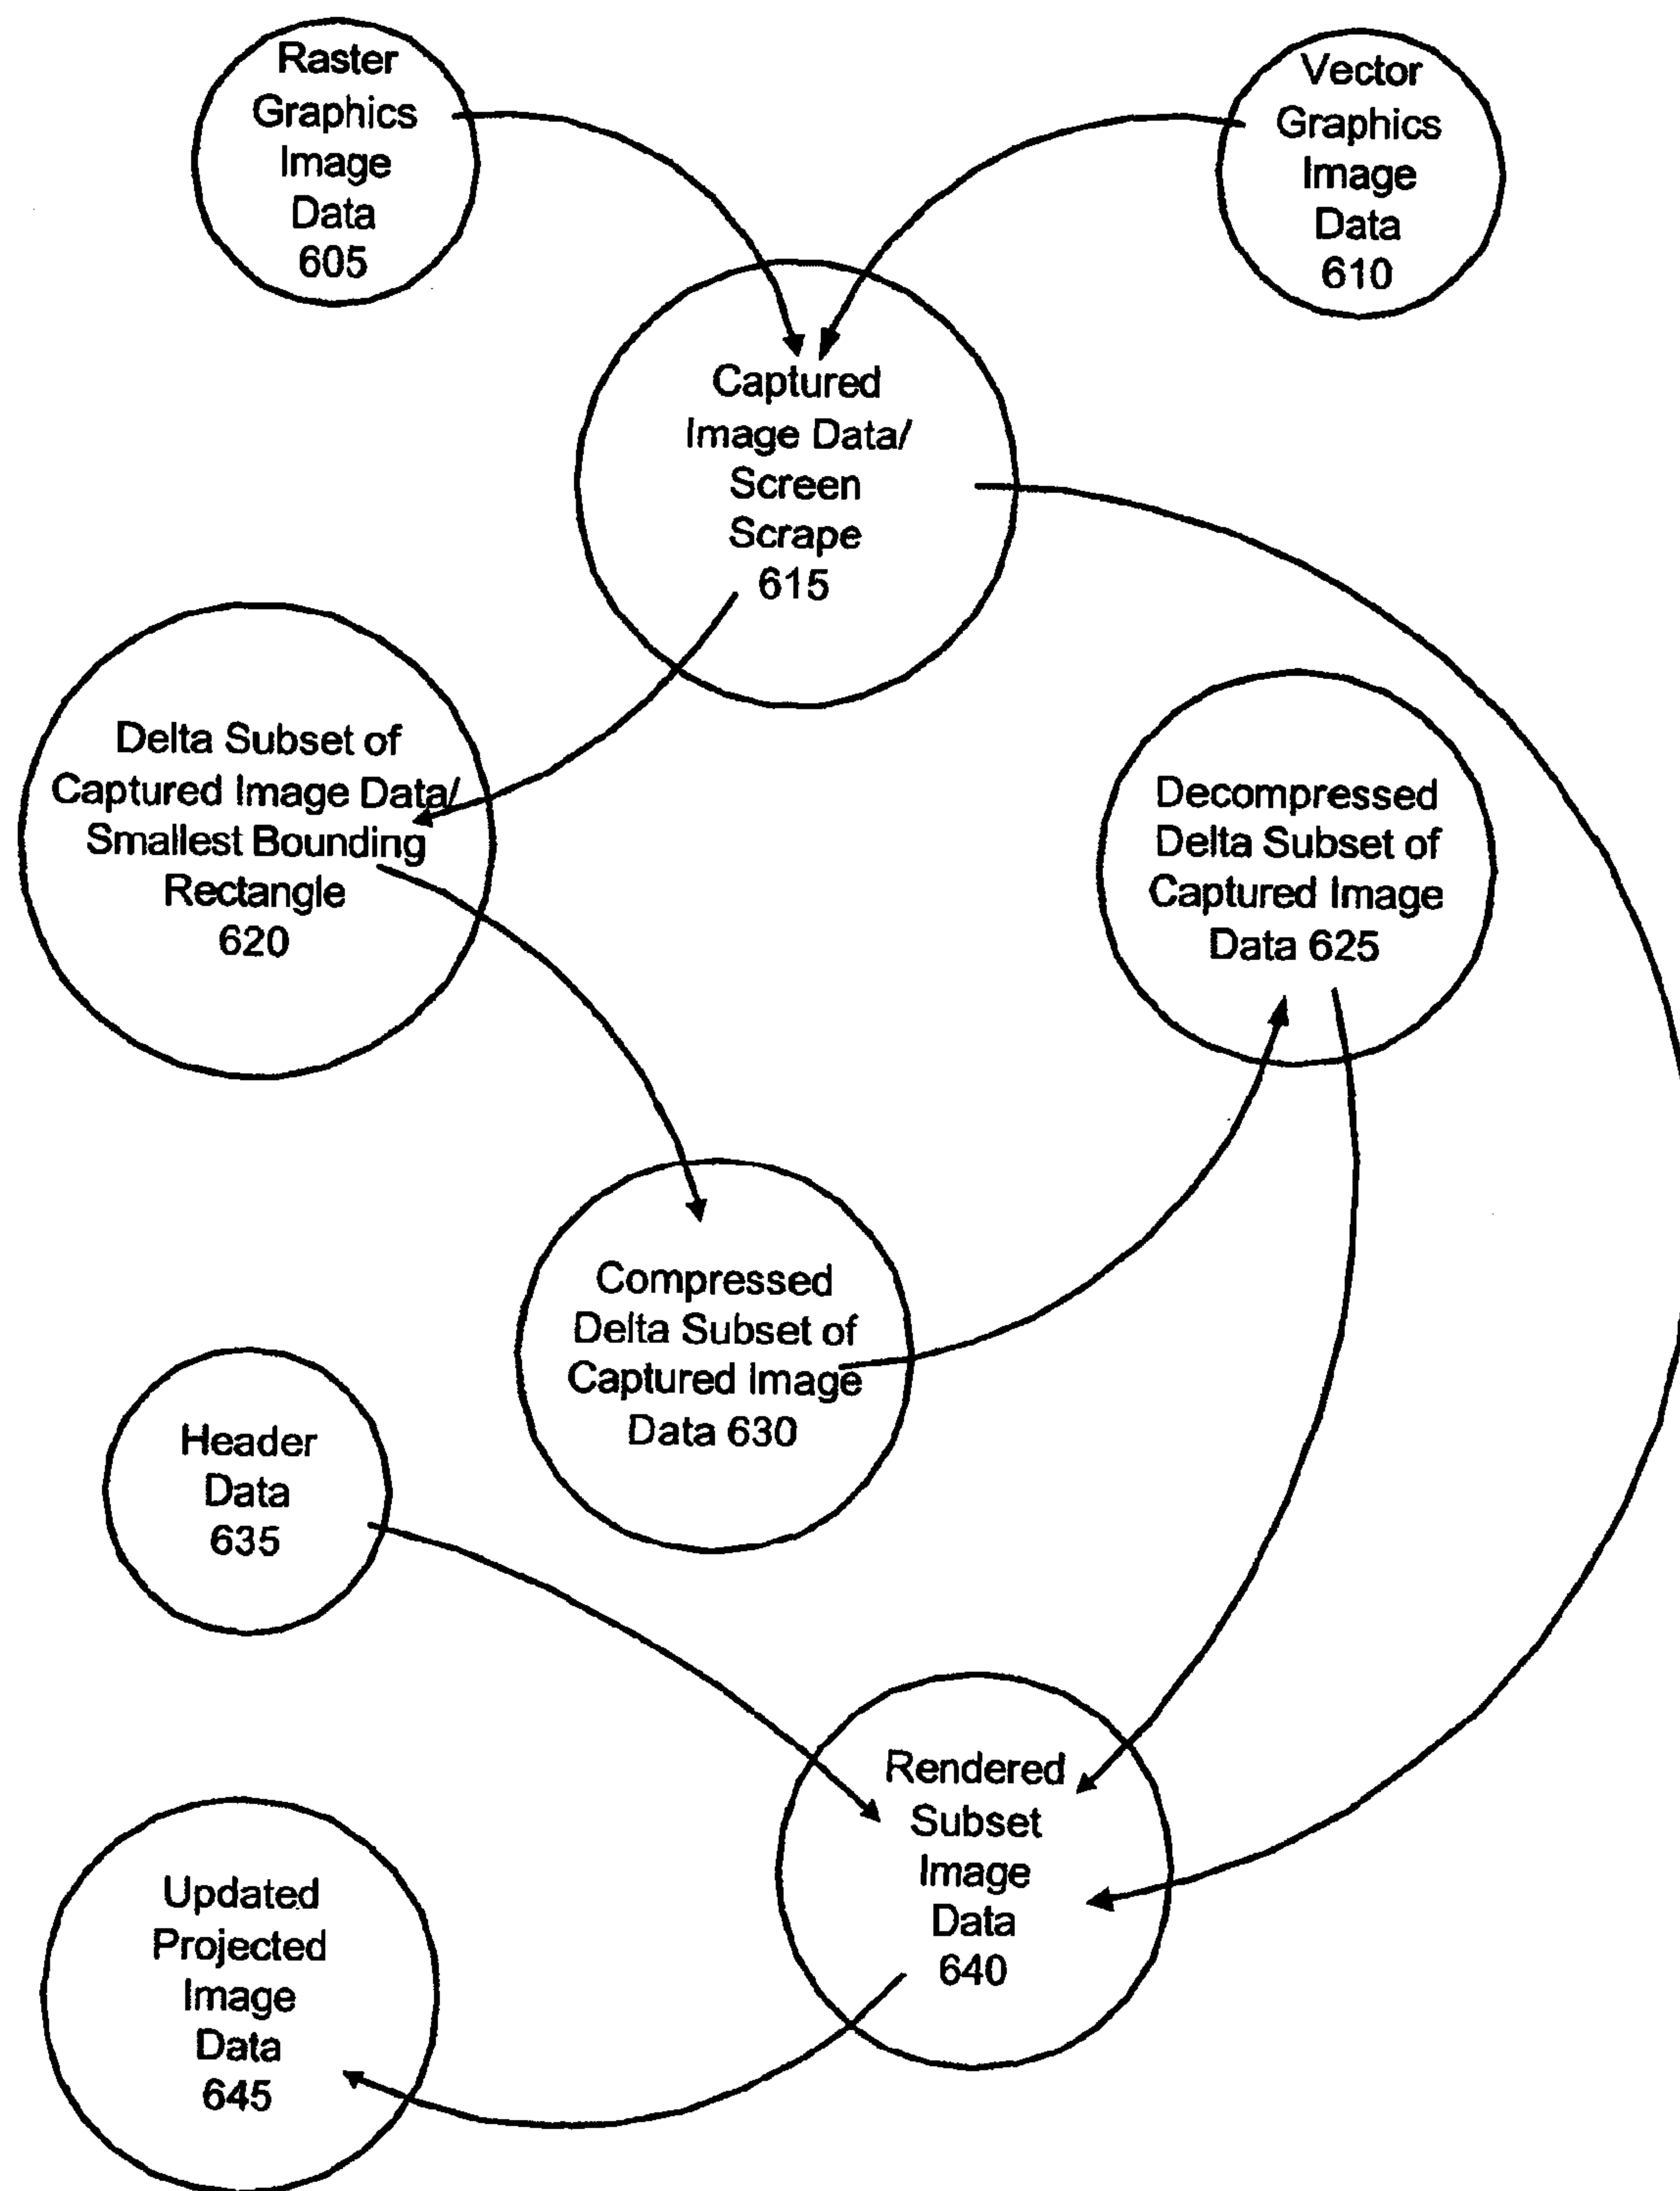 Raster
Graphics
Image
Data
605
Vector
Graphics
Image
Data
610
Captured
Image Data/
Screen
Scrape
615
Delta Subset of
Captured Image Data/
Smallest Bounding
Rectangle
620
Decompressed
Delta Subset of
Captured Image
Data 625
Compressed
Delta Subset of
Captured Image
Data 630
Header
Data
635
Rendered
Subset
Image
Data
640
Updated
Projected
Image
Data
645